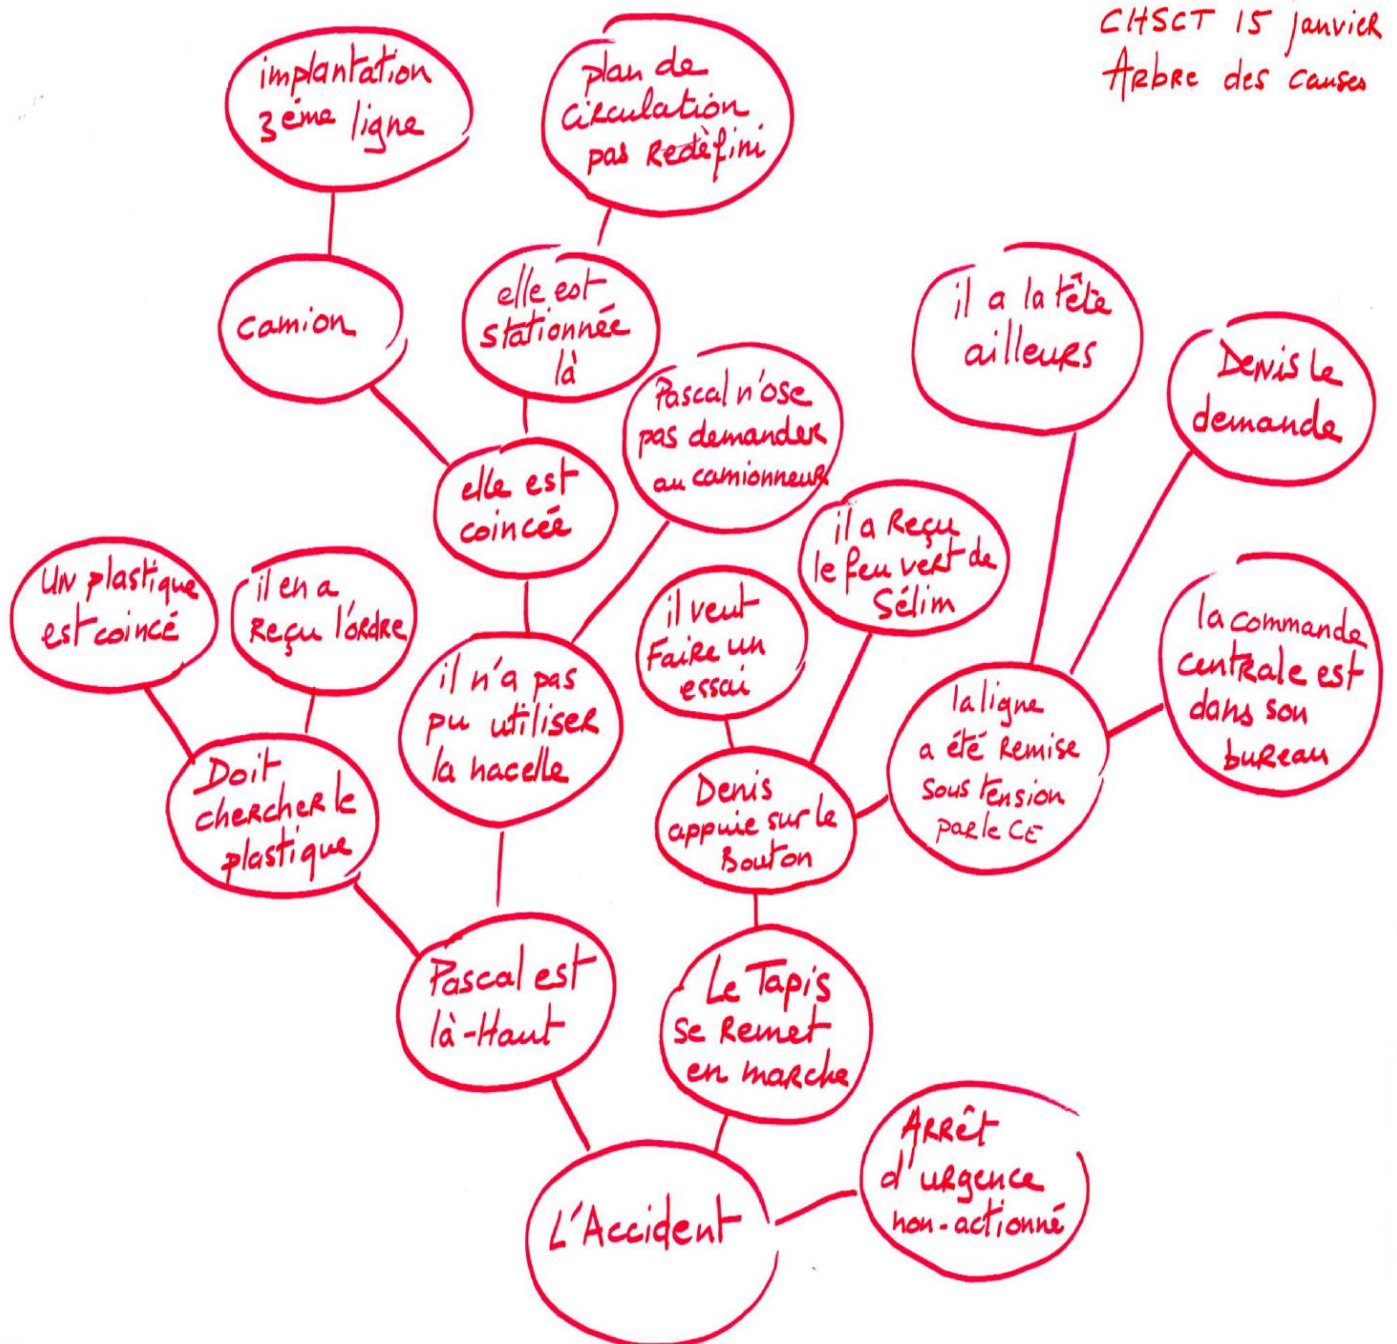 CHSCT 15 janvier
Arbre des causes
implantation
3ème ligne
plan de
circulation
pas redèfini
camion
elle est
stationnée
là
il a la tête
ailleurs
Denis le
demande
Pascal n'ose
pas demander
au camionneur
elle est
coincée
il a reçu
le feu vert de
Sélim
Un plastique
est coincé
il en a
reçu l'ordre
il veut
Faire un
essai
la commande
centrale est
dans son
bureau
il n'a pas
pu utiliser
la nacelle
la ligne
a été remise
sous tension
par le CE
Doit
chercher le
plastique
Denis
appuie sur le
Bouton
Pascal est
là-Haut
Le Tapis
se remet
en marche
Arrêt
d'urgence
non-actionné
L'Accident